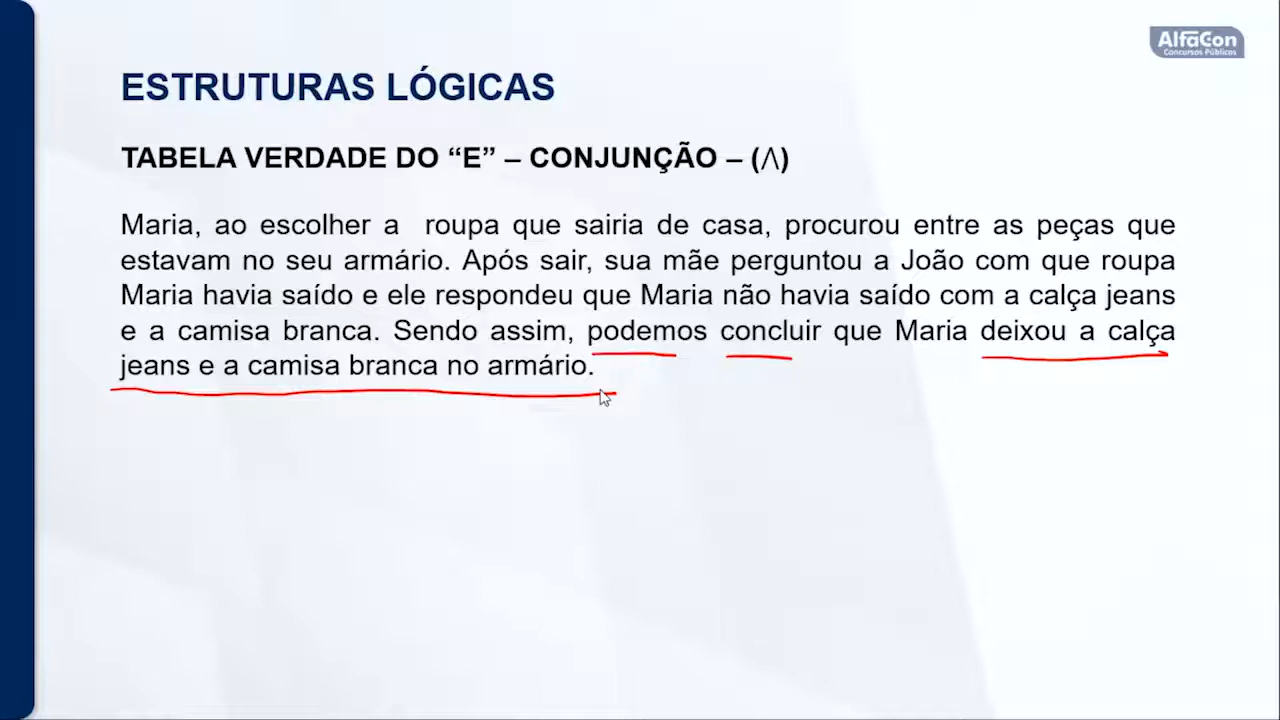 AlfaCon
Concursos Públicos
ESTRUTURAS LÓGICAS
TABELA VERDADE DO “E” – CONJUNÇÃO – (/\)
Maria, ao escolher a roupa que sairia de casa, procurou entre as peças que
estavam no seu armário. Após sair, sua mãe perguntou a João com que roupa
Maria havia saído e ele respondeu que Maria não havia saído com a calça jeans
e a camisa branca. Sendo assim, podemos concluir que Maria deixou a calça
jeans e a camisa branca no armário.